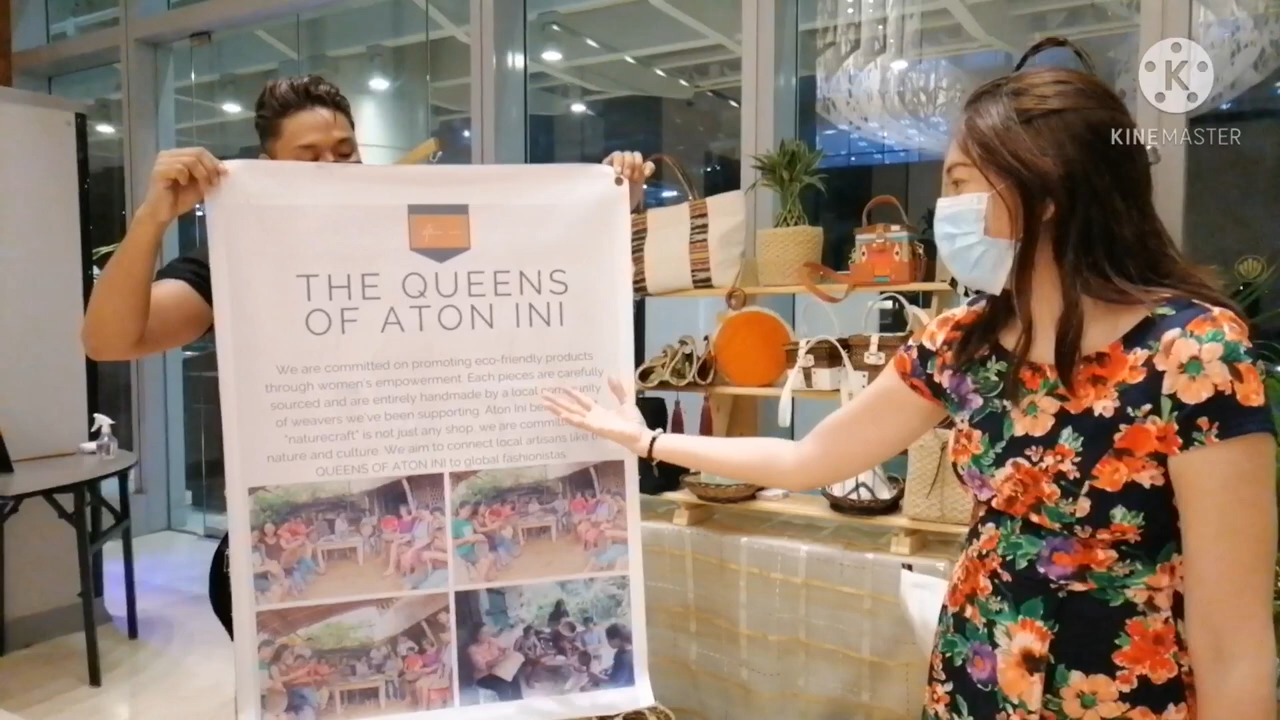 KINEMASTER
THE QUEENS
OF ATON INI
We are committed on promoting eco-friendly products
through women's empowerment. Each pieces are carefully
sourced and are entirely handmade by a local community
of weavers we've been supporting. Aton Ini
"naturecraft" is not just any shop. we are
nature and culture. We aim to connect local artisans like
QUEENS OF ATON INI to global fashionistas.